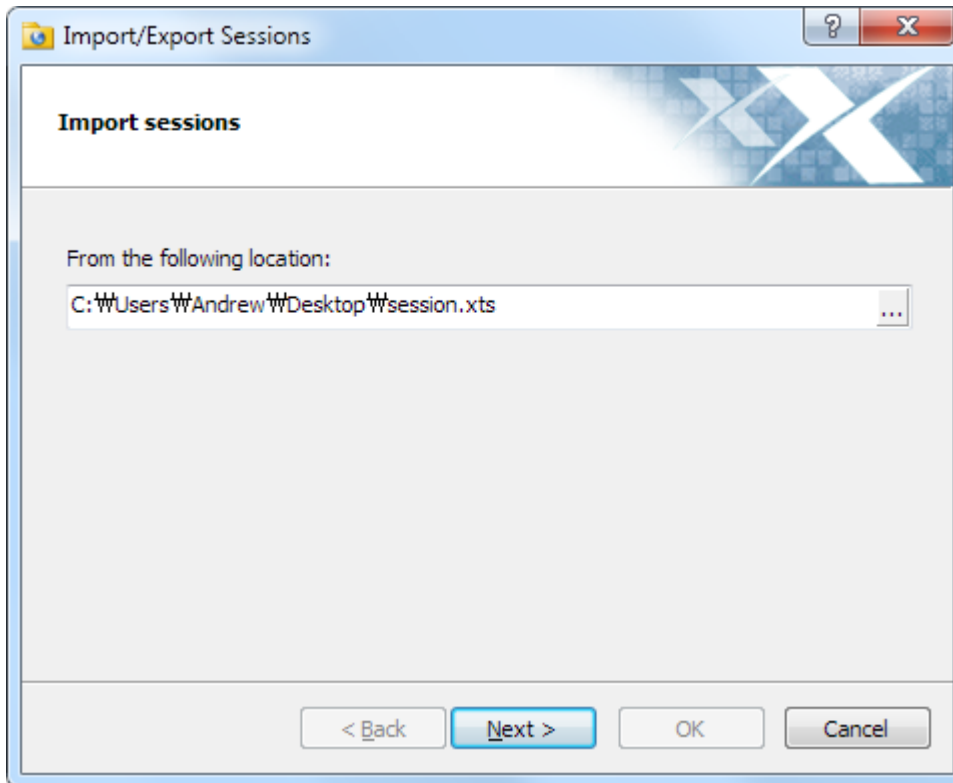 Import/Export Sessions
Import sessions
From the following location:
C:₩Users₩Andrew₩Desktop₩session.xts
...
< Back Next > OK Cancel